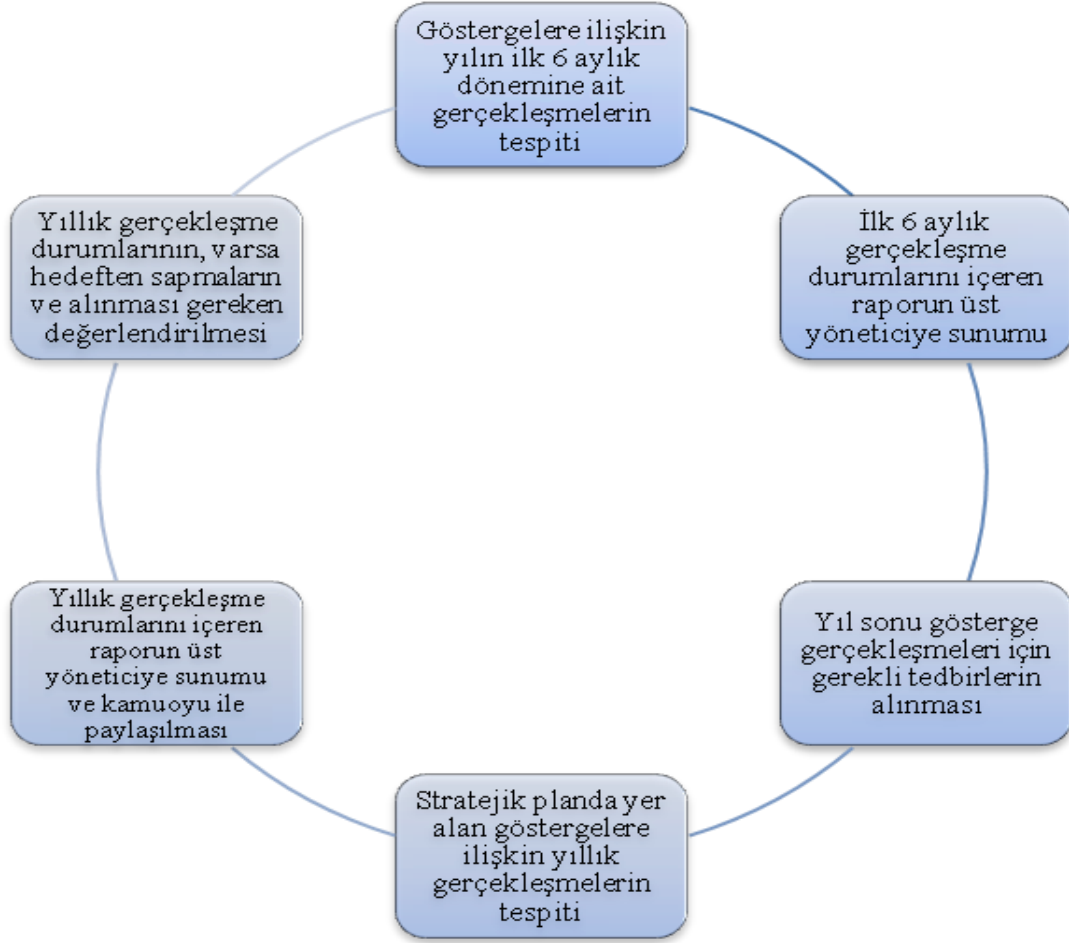 Göstergelere ilişkin
yılın ilk 6 aylık
dönemine ait
gerçekleşmelerin
tespiti
İlk 6 aylık
gerçekleşme
durumlarını içeren
raporun üst
yöneticiye sunumu
Yıl sonu gösterge
gerçekleşmeleri için
gerekli tedbirlerin
alınması
Stratejik planda yer
alan göstergelere
ilişkin yıllık
gerçekleşmelerin
tespiti
Yıllık gerçekleşme
durumlarını içeren
raporun üst
yöneticiye sunumu
ve kamuoyu ile
paylaşılması
Yıllık gerçekleşme
durumlarının, varsa
hedeften sapmaların
ve alınması gereken
değerlendirilmesi